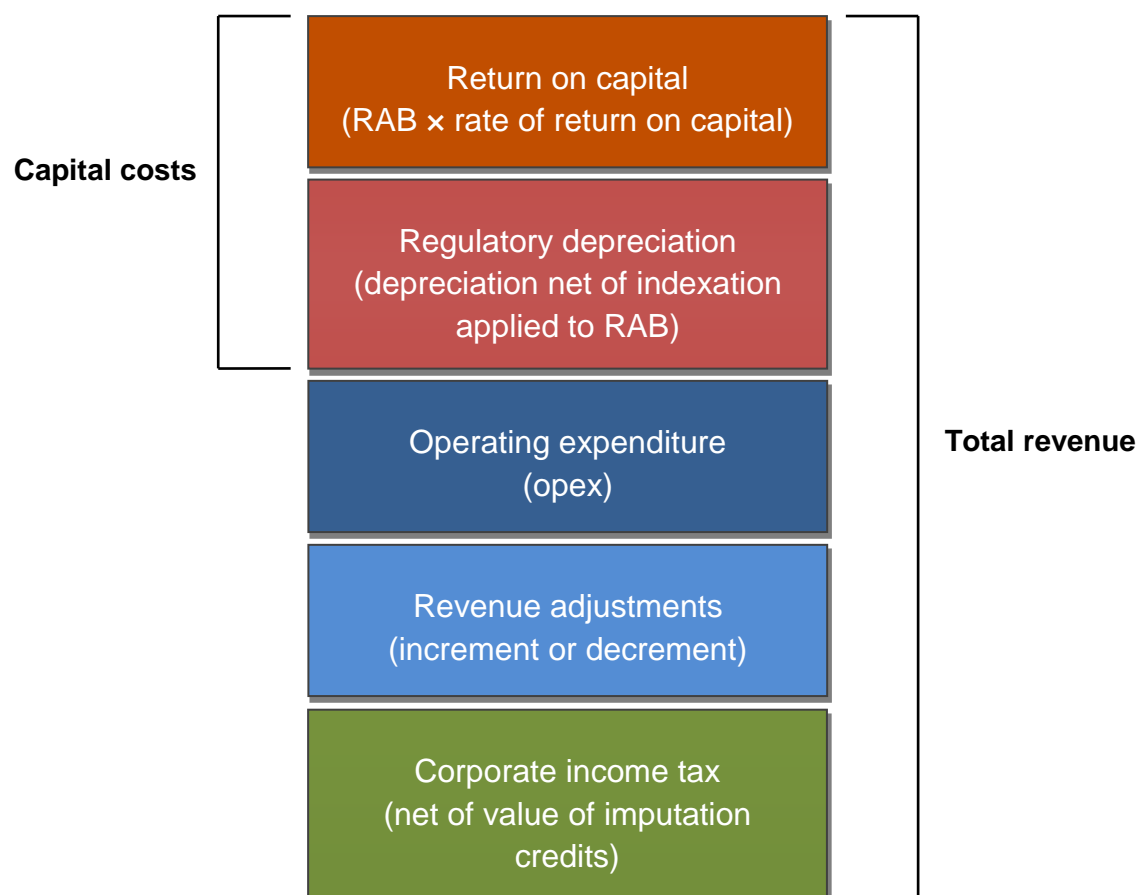 Return on capital
(RAB × rate of return on capital)
Capital costs
Regulatory depreciation
(depreciation net of indexation
applied to RAB)
Operating expenditure
(opex)
Total revenue
Revenue adjustments
(increment or decrement)
Corporate income tax
(net of value of imputation
credits)